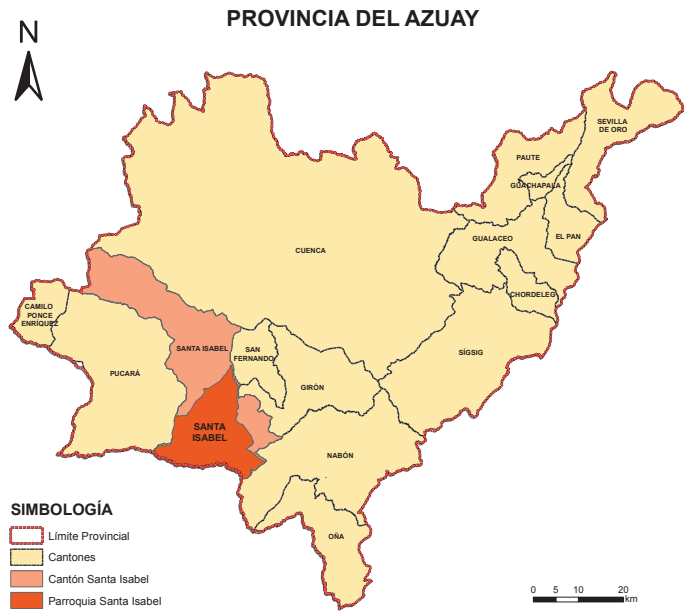 PROVINCIA DEL AZUAY
N
SEVILLA
DE ORO
PAUTE
GUACHAPALA
GUALACEO
EL PAN
CUENCA
CHORDELEG
CAMILO
PONCE
ENRÍQUEZ
SANTA ISABEL
SAN
FERNANDO
SÍGSIG
PUCARÁ
GIRÓN
SANTA
ISABEL
NABÓN
OÑA
SIMBOLOGÍA
Límite Provincial
Cantones
Cantón Santa Isabel
Parroquia Santa Isabel
0 5 10 20
km